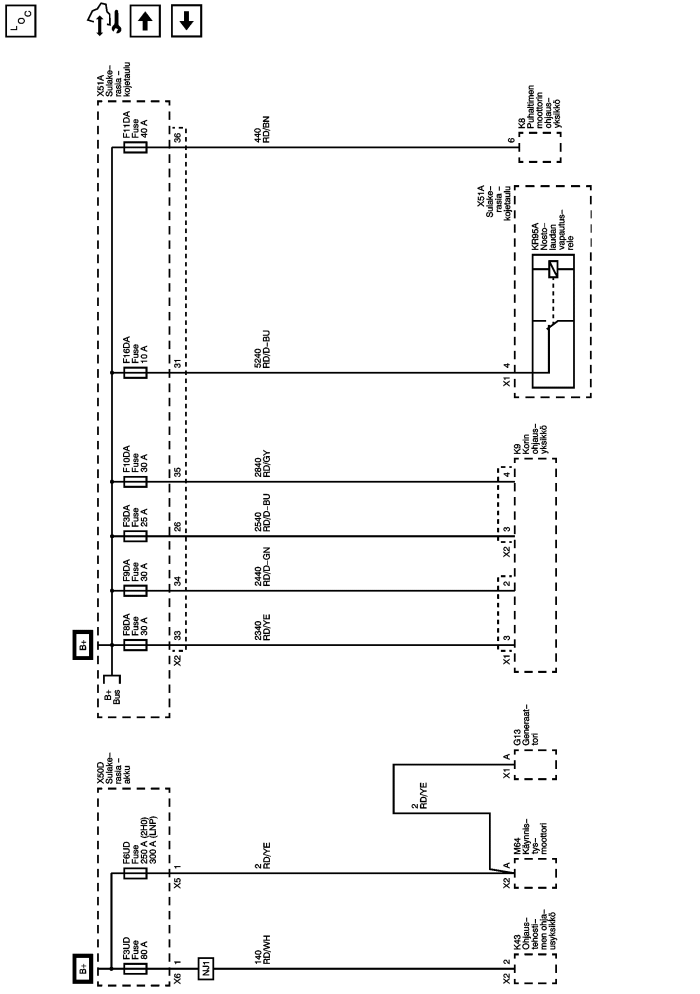 LOC
X51A
Sulake–
rasia –
kojetaulu
F11DA
Fuse
40 A
36
440
RD/BN
6
K8
Puhaltimen
moottorin
ohjaus–
yksikkö
X51A
Sulake–
rasia –
kojetaulu
KR95A
Nosto–
laudan
vapautus–
rele
F16DA
Fuse
10 A
31
5240
RD/D–BU
4
X1
F10DA
Fuse
30 A
35
2840
RD/GY
4
K9
Korin
ohjaus–
yksikkö
F3DA
Fuse
25 A
26
2540
RD/D–BU
3
X2
F9DA
Fuse
30 A
34
2440
RD/D–GN
2
F8DA
Fuse
30 A
33
X2
2340
RD/YE
3
X1
B+
B+
Bus
X50D
Sulake–
rasia –
akku
F6UD
Fuse
250 A (2H0)
300 A (LNP)
1
X5
2
RD/YE
2
RD/YE
A
X1
G13
Generaat–
tori
A
X2
M64
Käynnis–
tys–
moottori
B+
F3UD
Fuse
80 A
1
X6
NJ1
140
RD/WH
2
X2
K43
Ohjaus–
tehosti–
men ohja–
usyksikkö